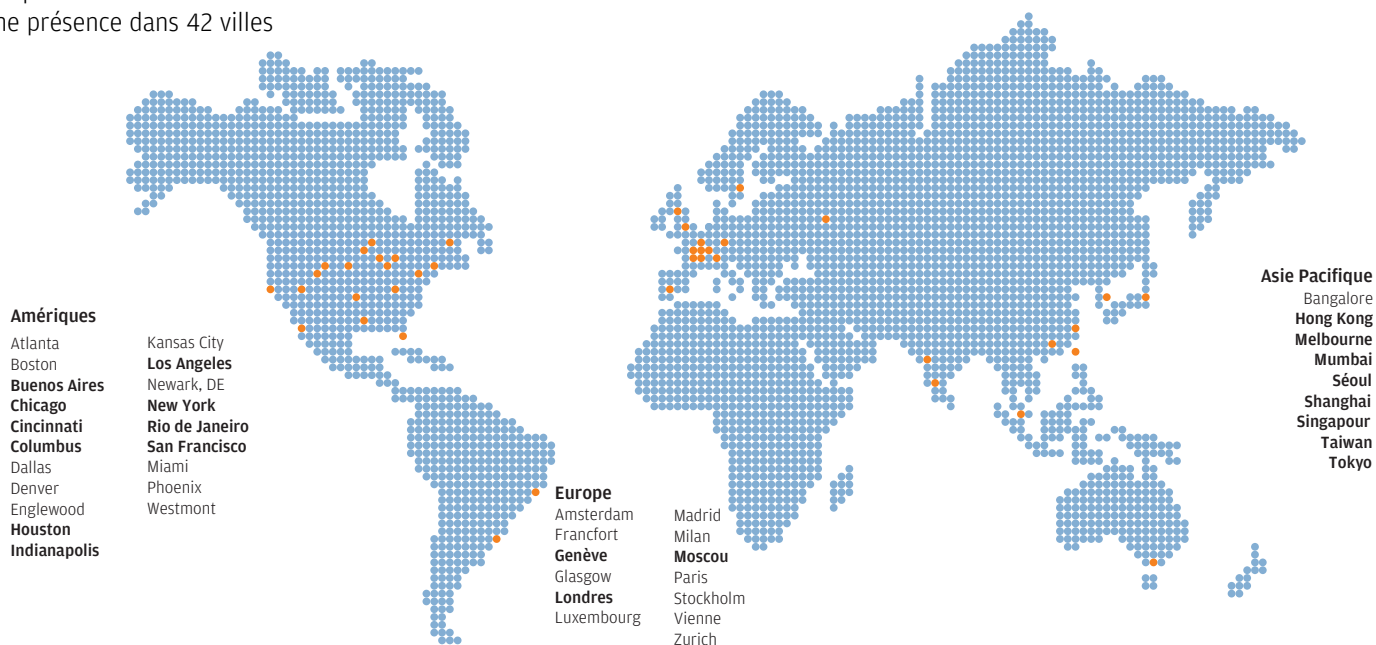 ne présence dans 42 villes
Amériques
Atlanta
Boston
Buenos Aires
Chicago
Cincinnati
Columbus
Dallas
Denver
Englewood
Houston
Indianapolis
Kansas City
Los Angeles
Newark, DE
New York
Rio de Janeiro
San Francisco
Miami
Phoenix
Westmont
Europe
Amsterdam
Francfort
Genève
Glasgow
Londres
Luxembourg
Madrid
Milan
Moscou
Paris
Stockholm
Vienne
Zurich
Asie Pacifique
Bangalore
Hong Kong
Melbourne
Mumbai
Séoul
Shanghai
Singapour
Taiwan
Tokyo